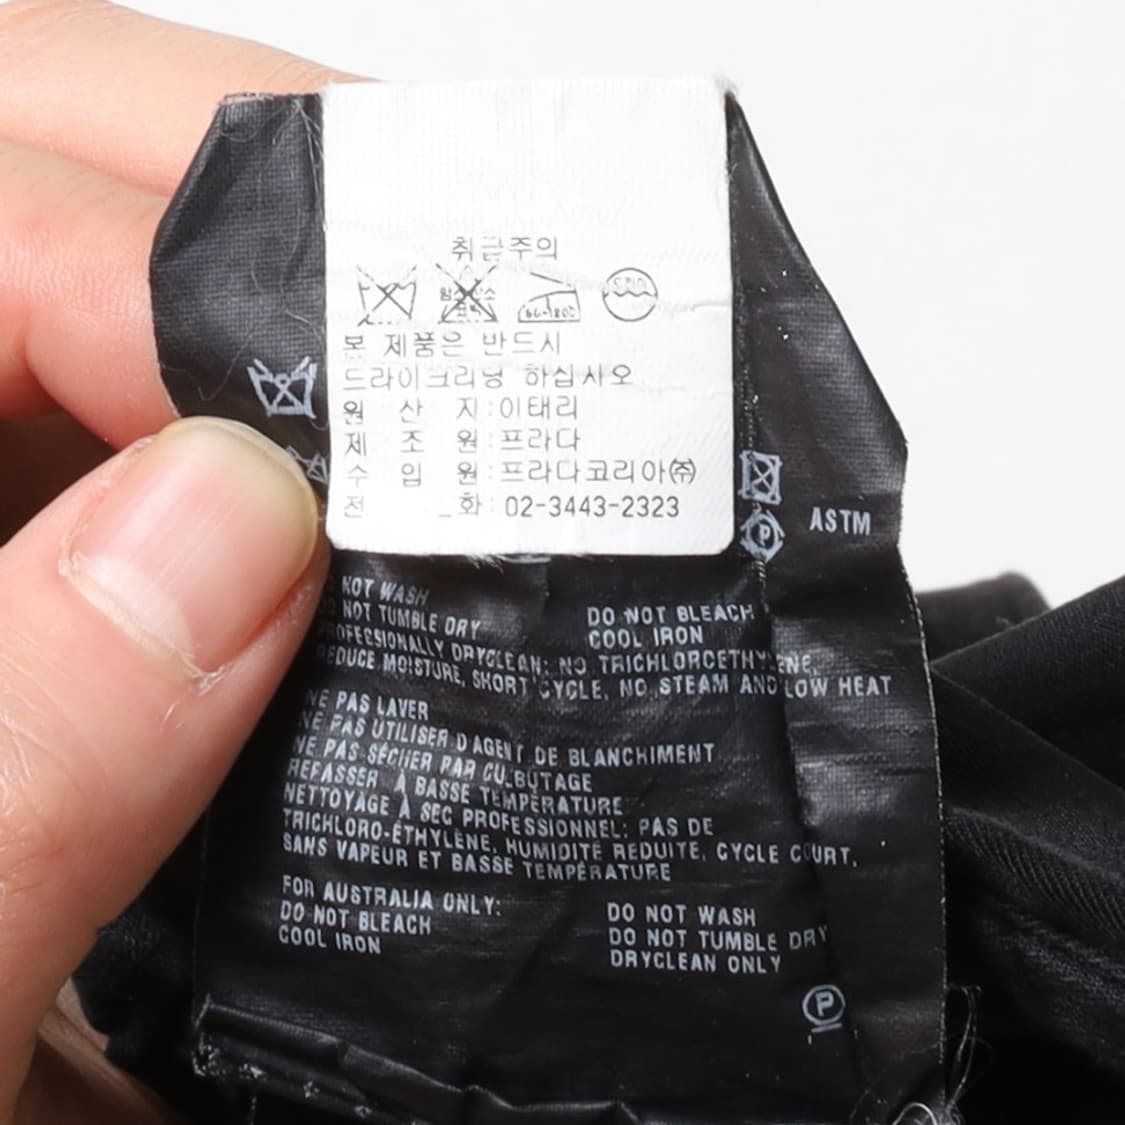 취급주의
본 제품은 반드시
드라이크리닝 하십시오
원 산 지:이태리
제 조 원:프라다
수 입 원:프라다코리아㈜
전 화:02-3443-2323
ASTM
NOT WASH
NOT TUMBLE DRY
DO NOT BLEACH
COOL IRON
PROFESSIONALLY DRYCLEAN: NO TRICHLOROETHYLENE,
REDUCE MOISTURE, SHORT CYCLE, NO STEAM AND LOW HEAT
NE PAS LAVER
NE PAS UTILISER D'AGENT DE BLANCHIMENT
NE PAS SÉCHER PAR CULBUTAGE
REPASSER À BASSE TEMPÉRATURE
NETTOYAGE À SEC PROFESSIONNEL: PAS DE
TRICHLORO-ÉTHYLÈNE, HUMIDITÉ REDUITE, CYCLE COURT,
SANS VAPEUR ET BASSE TEMPÉRATURE
FOR AUSTRALIA ONLY:
DO NOT BLEACH
COOL IRON
DO NOT WASH
DO NOT TUMBLE DRY
DRYCLEAN ONLY
P